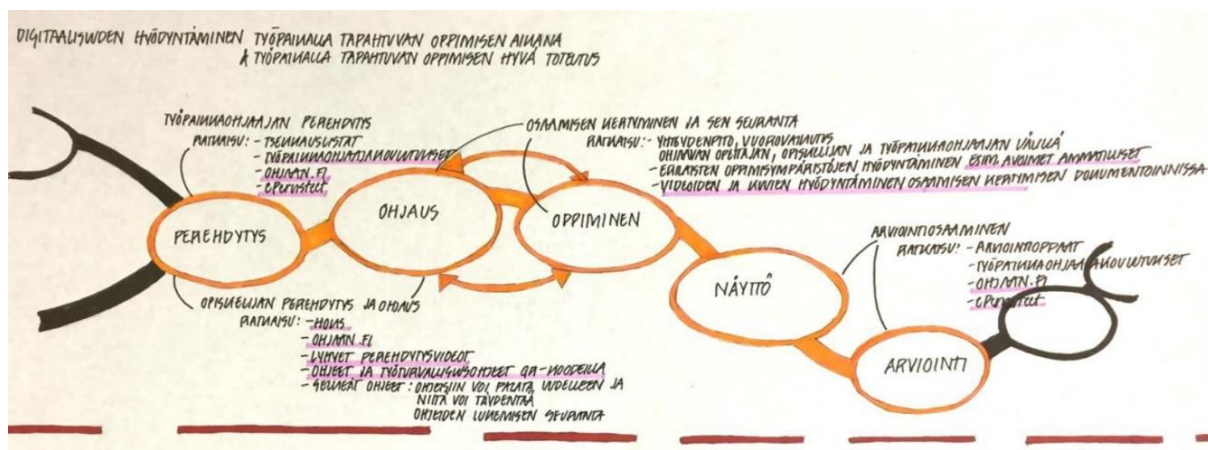 DIGITAALISUUDEN HYÖDYNTÄMINEN TYÖPAIKALLA TAPAHTUVAN OPPIMISEN AIKANA
& TYÖPAIKALLA TAPAHTUVAN OPPIMISEN HYVÄ TOTEUTUS
TYÖPAIKKAOHJAAJAN PEREHDYTYS
RATKAISU: - TSEKKAUSLISTAT
- TYÖPAIKKAOHJAAJAKOULUTUKSET
- OHJAAN.FI
- ePerusteet
OSAAMISEN KERTYMINEN JA SEN SEURANTA
RATKAISU: - YHTEYDENPITO, VUOROVAIKUTUS
OHJAAVAN OPETTAJAN, OPISKELIJAN JA TYÖPAIKKAOHJAAJAN VÄLILLÄ
- ERILAISTEN OPPIMISYMPÄRISTÖJEN HYÖDYNTÄMINEN ESIM. AVOIMET AMMATILLISET
- VIDEOIDEN JA KUVIEN HYÖDYNTÄMINEN OSAAMISEN KERTYMISEN DOKUMENTOINNISSA
PEREHDYTYS
OHJAUS
OPPIMINEN
NÄYTTÖ
ARVIOINTI
ARVIOINTIOSAAMINEN
RATKAISU: - ARVIOINTIOPPAAT
- TYÖPAIKKAOHJAAJAKOULUTUKSET
- OHJAAN.FI
- ePerusteet
OPISKELIJAN PEREHDYTYS JA OHJAUS
RATKAISU: - HOKS
- OHJAAN.FI
- LYHYET PEREHDYTYSVIDEOT
- OHJEET JA TYÖTURVALLISUUSOHJEET QR-KOODEILLA
- SELKEÄT OHJEET: OHJEISIIN VOI PALATA UUDELLEEN JA
NIITÄ VOI TÄYDENTÄÄ
OHJEIDEN LUKEMISEN SEURANTA